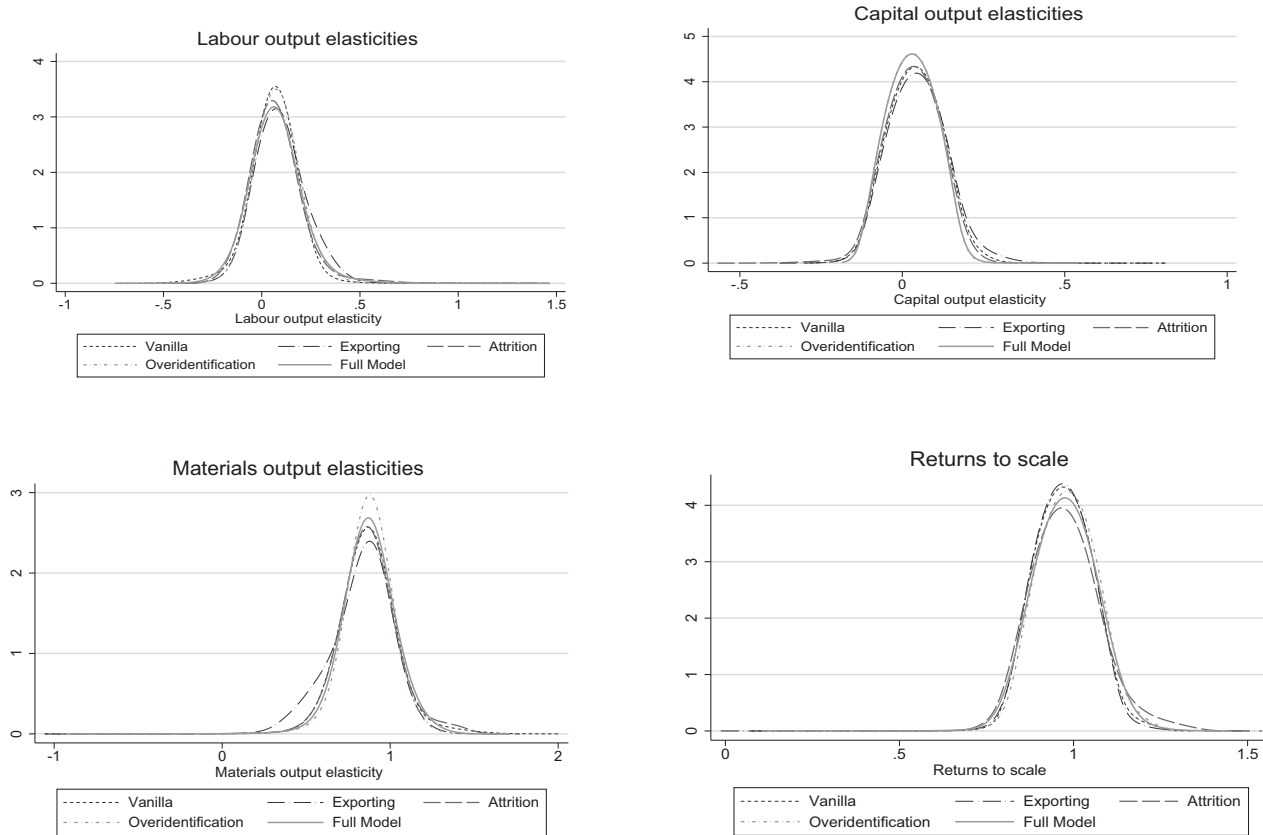 Labour output elasticities
4
3
2
1
0
-1
-.5
0
.5
1
1.5
Labour output elasticity
Vanilla
Exporting
Attrition
Overidentification
Full Model
Capital output elasticities
5
4
3
2
1
0
-.5
0
.5
1
Capital output elasticity
Vanilla
Exporting
Attrition
Overidentification
Full Model
Materials output elasticities
3
2
1
0
-1
0
1
2
Materials output elasticity
Vanilla
Exporting
Attrition
Overidentification
Full Model
Returns to scale
4
3
2
1
0
0
.5
1
1.5
Returns to scale
Vanilla
Exporting
Attrition
Overidentification
Full Model